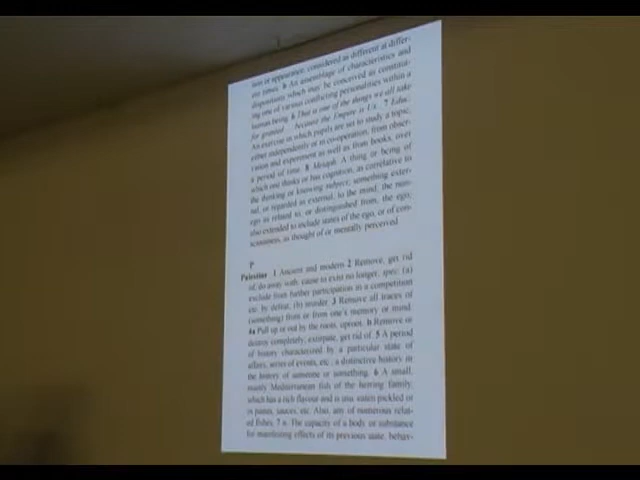 tion or appearance, considered as different at differ-
ent times. b An assemblage of characteristics and
dispositions which may be conceived as constitut-
ing one of various conflicting personalities within a
human being. 6 That is one of the things we all take
for granted ... because the Empire is Us. 7 Educ.
An exercise in which pupils are set to study a topic,
either independently or in co-operation, from obser-
vation and experiment as well as from books, over
a period of time. 8 Metaph. A thing or being of
which one thinks or has cognition, as correlative to
the thinking or knowing subject, something exter-
nal, or regarded as external, to the mind; the non-
ego as related to, or distinguished from, the ego;
also extended to include states of the ego, or of con-
sciousness, as thought of or mentally perceived
P
Palestine 1 Ancient and modern 2 Remove, get rid
of, do away with, cause to exist no longer; spec. (a)
exclude from further participation in a competition
etc. by defeat; (b) murder. 3 Remove all traces of
(something) from or from one's memory or mind.
4a Pull up or out by the roots, uproot. b Remove or
destroy completely, extirpate, get rid of. 5 A period
of history characterized by a particular state of
affairs, series of events, etc.; a distinctive history in
the history of someone or something. 6 A small,
mainly Mediterranean fish of the herring family,
which has a rich flavour and is usu. eaten pickled or
in pastes, sauces, etc. Also, any of numerous relat-
ed fishes. 7 n. The capacity of a body or substance
for manifesting effects of its previous state, behav-